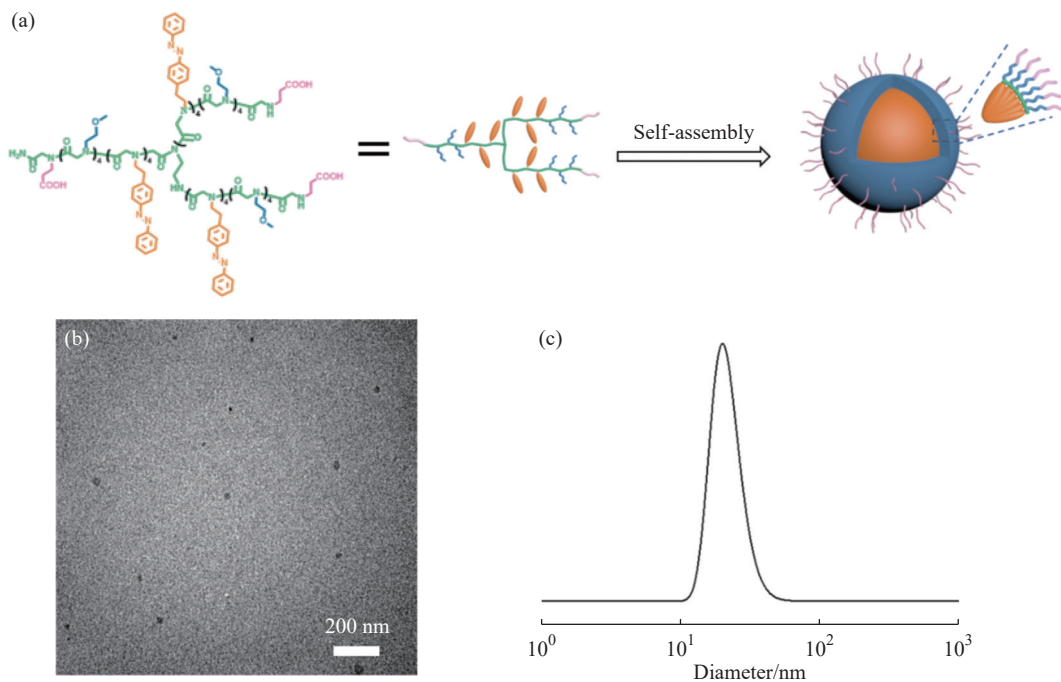 (a)
N
N
O
COOH
O
N
O
N
4
4
O
N
H
O
O
H₂N
O
N
O
N
4
O
N
4
O
N
COOH
N
N
HN
O
N
4
O
N
4
O
N
H
COOH
O
N
N
N
N
=
Self-assembly
(b)
200 nm
(c)
10⁰
10¹
10²
10³
Diameter/nm